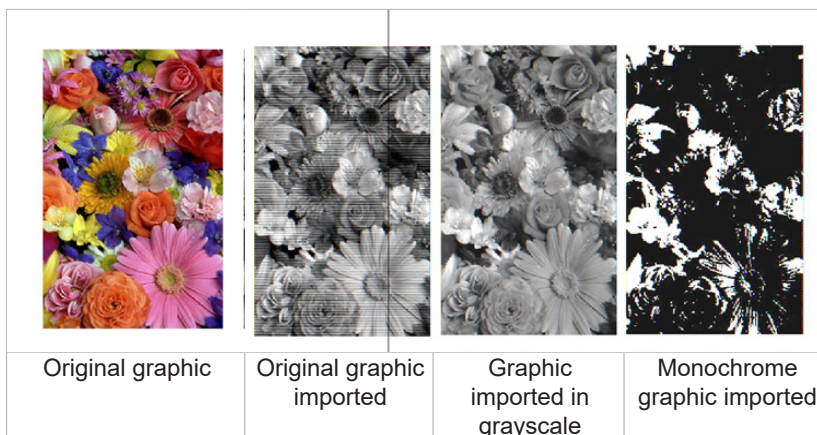 Original graphic
Original graphic
imported
Graphic
imported in
grayscale
Monochrome
graphic imported